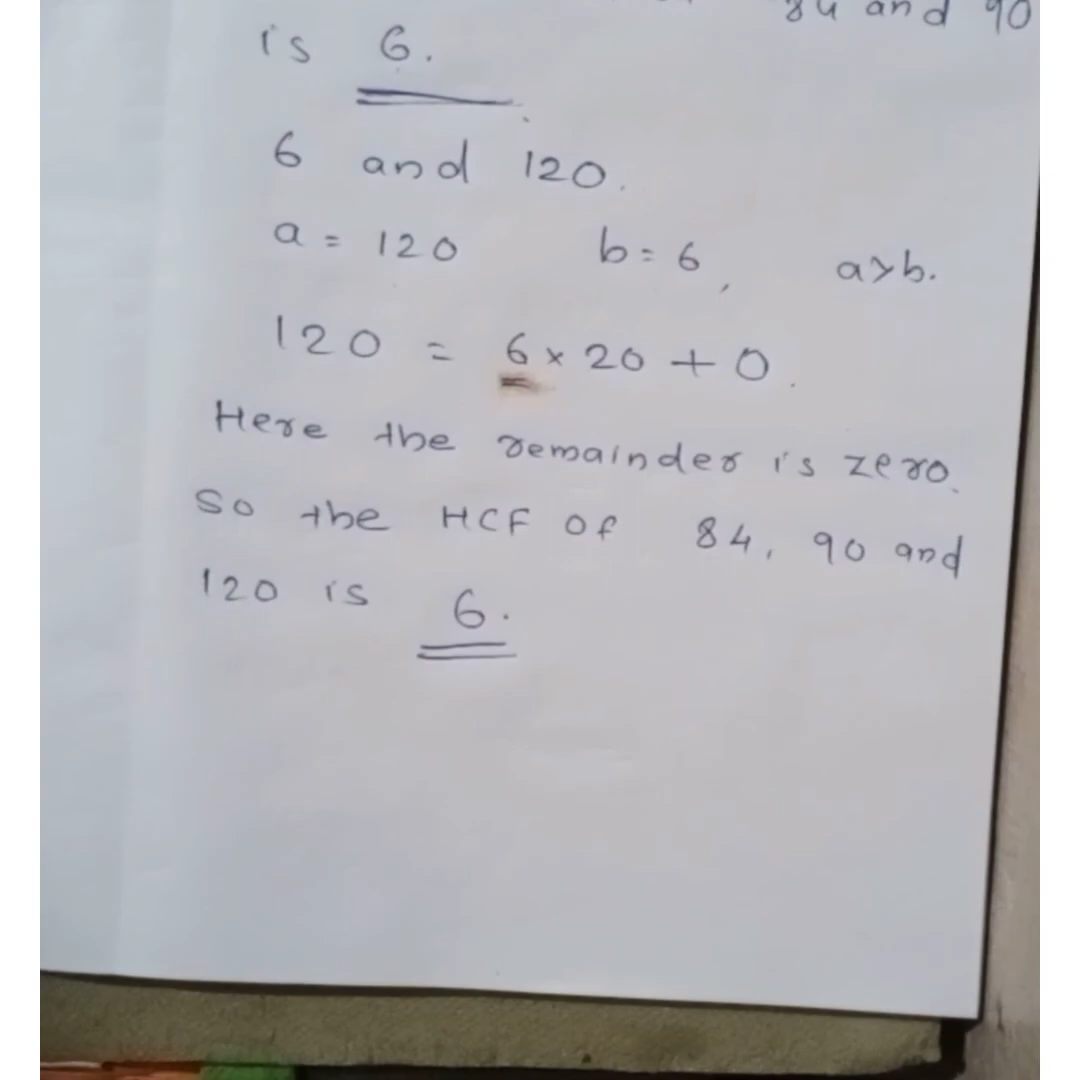 84 and 90
is 6.
6 and 120.
a = 120 b = 6, a>b.
120 = 6 × 20 + 0.
Here the remainder is zero.
So the HCF of 84, 90 and
120 is 6.